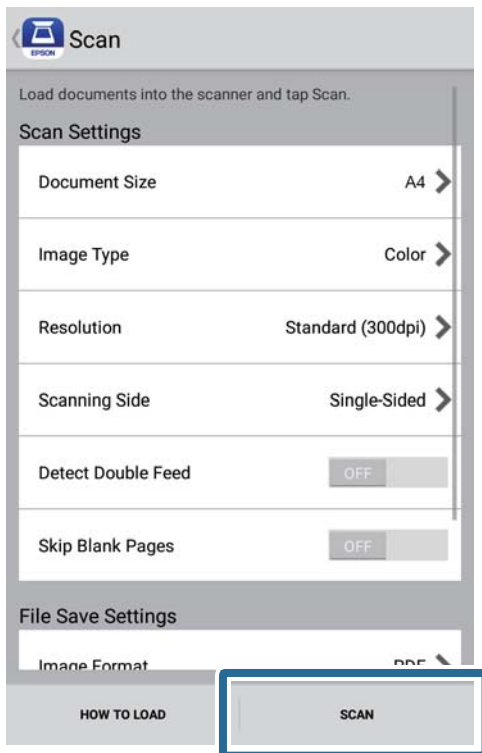 EPSON
Scan
Load documents into the scanner and tap Scan.
Scan Settings
Document Size A4
Image Type Color
Resolution Standard (300dpi)
Scanning Side Single-Sided
Detect Double Feed OFF
Skip Blank Pages OFF
File Save Settings
Image Format PDF
HOW TO LOAD SCAN